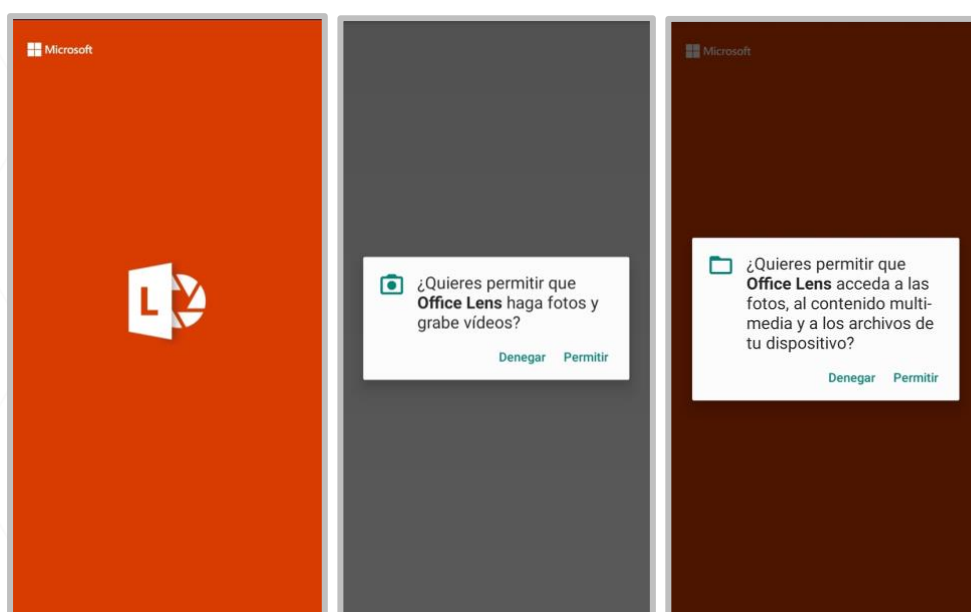 Microsoft
L
¿Quieres permitir que
Office Lens haga fotos y
grabe vídeos?
Denegar Permitir
Microsoft
¿Quieres permitir que
Office Lens acceda a las
fotos, al contenido multi-
media y a los archivos de
tu dispositivo?
Denegar Permitir